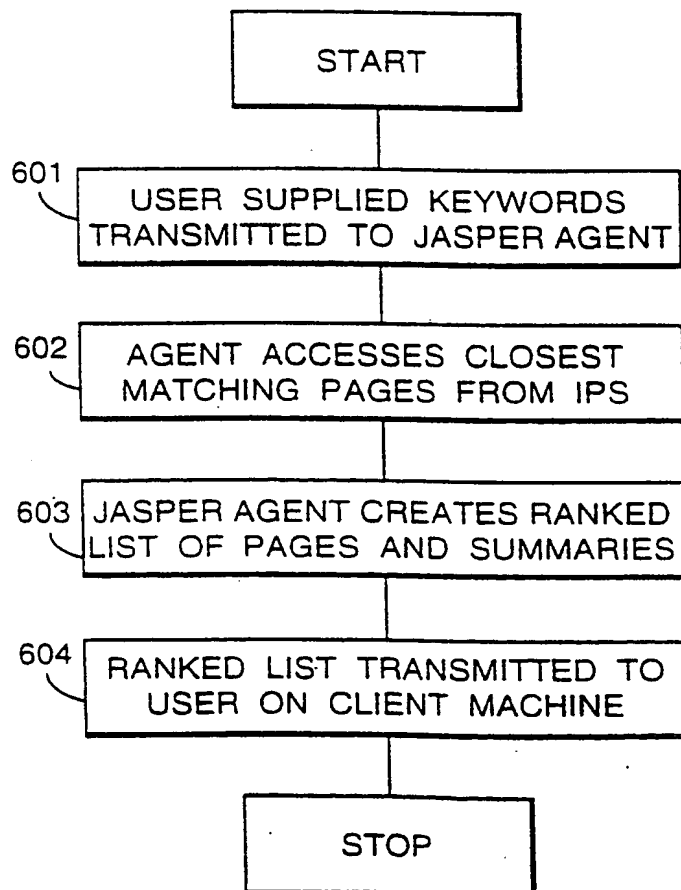 START
601
USER SUPPLIED KEYWORDS
TRANSMITTED TO JASPER AGENT
602
AGENT ACCESSES CLOSEST
MATCHING PAGES FROM IPS
603
JASPER AGENT CREATES RANKED
LIST OF PAGES AND SUMMARIES
604
RANKED LIST TRANSMITTED TO
USER ON CLIENT MACHINE
STOP